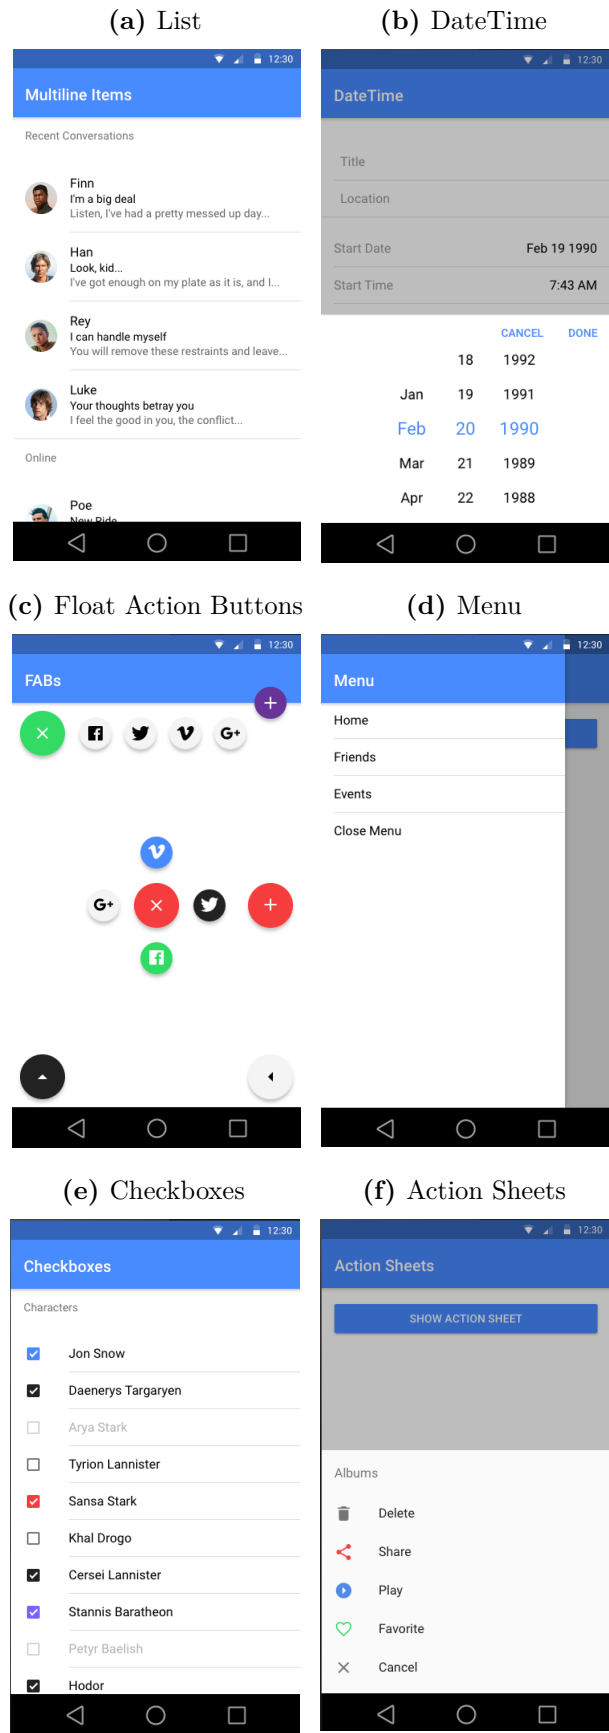 (a) List
12:30
Multiline Items
Recent Conversations
Finn
I'm a big deal
Listen, I've had a pretty messed up day...
Han
Look, kid...
I've got enough on my plate as it is, and I...
Rey
I can handle myself
You will remove these restraints and leave...
Luke
Your thoughts betray you
I feel the good in you, the conflict...
Online
Poe
New Ride
(b) DateTime
12:30
DateTime
Title
Location
Start Date Feb 19 1990
Start Time 7:43 AM
CANCEL DONE
18 1992
Jan 19 1991
Feb 20 1990
Mar 21 1989
Apr 22 1988
(c) Float Action Buttons
12:30
FABs
G+
G+
(d) Menu
12:30
Menu
Home
Friends
Events
Close Menu
(e) Checkboxes
12:30
Checkboxes
Characters
Jon Snow
Daenerys Targaryen
Arya Stark
Tyrion Lannister
Sansa Stark
Khal Drogo
Cersei Lannister
Stannis Baratheon
Petyr Baelish
Hodor
(f) Action Sheets
12:30
Action Sheets
SHOW ACTION SHEET
Albums
Delete
Share
Play
Favorite
Cancel